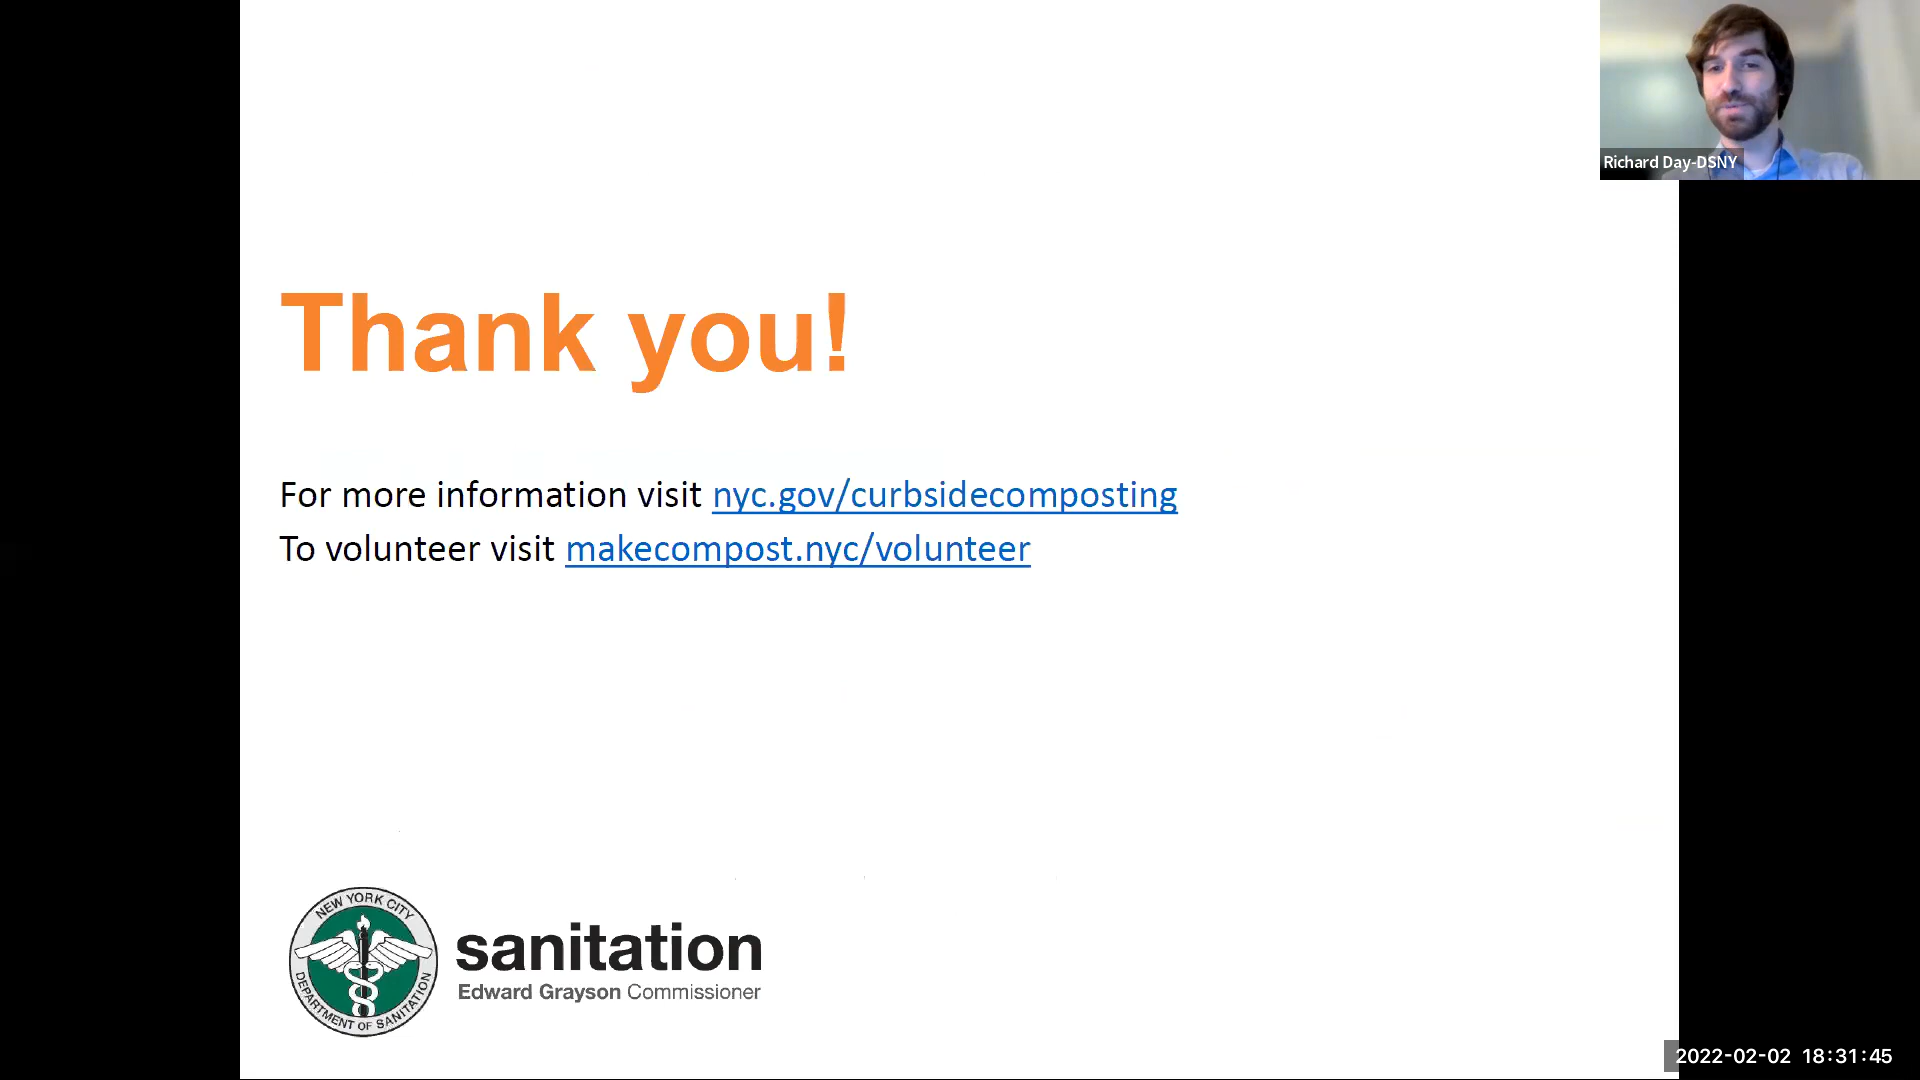 Richard Day-DSNY
Thank you!
For more information visit nyc.gov/curbsidecomposting
To volunteer visit makecompost.nyc/volunteer
NEW YORK CITY
DEPARTMENT OF SANITATION
sanitation
Edward Grayson Commissioner
2022-02-02 18:31:45